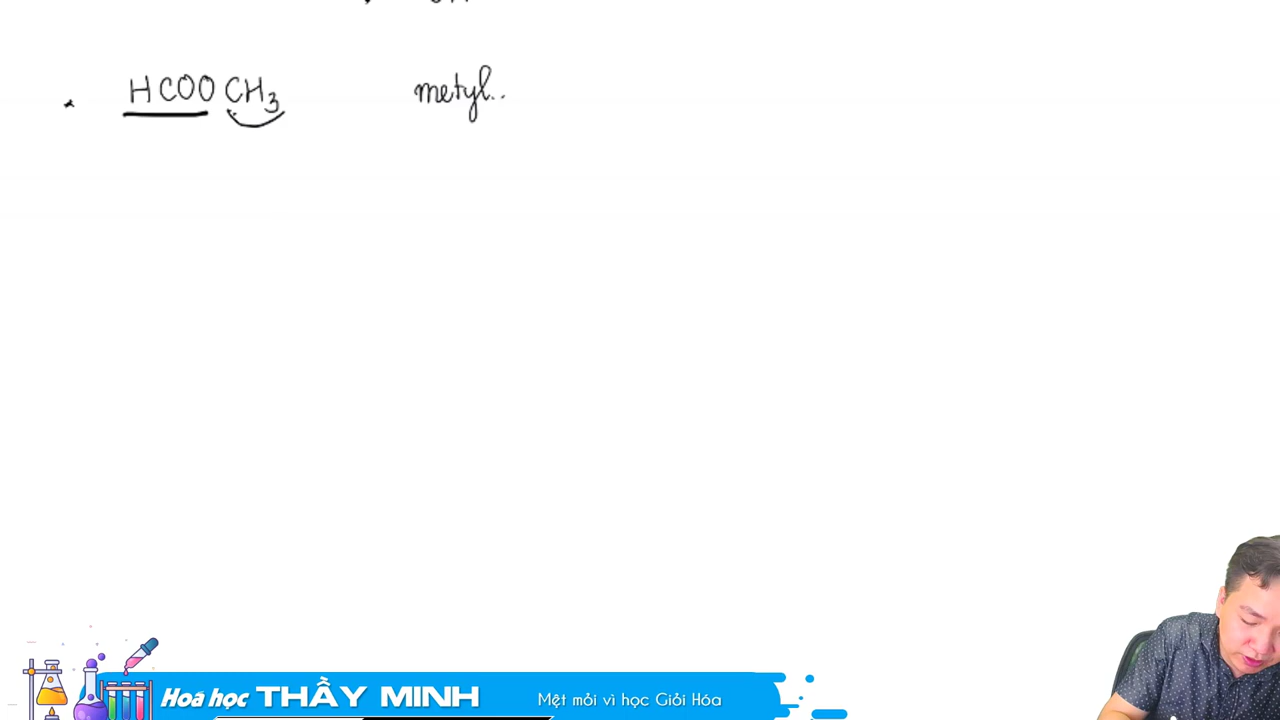 HCOOCH₃ metyl..
Hoá học THẦY MINH Mệt mỏi vì học Giỏi Hóa